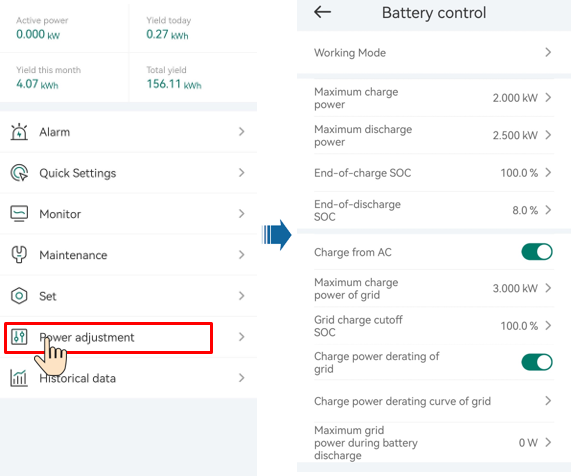 Active power
0.000 kW
Yield today
0.27 kWh
Yield this month
4.07 kWh
Total yield
156.11 kWh
Alarm
Quick Settings
Monitor
Maintenance
Set
Power adjustment
Historical data
Battery control
Working Mode
Maximum charge
power
2.000 kW
Maximum discharge
power
2.500 kW
End-of-charge SOC
100.0 %
End-of-discharge
SOC
8.0 %
Charge from AC
Maximum charge
power of grid
3.000 kW
Grid charge cutoff
SOC
100.0 %
Charge power derating of
grid
Charge power derating curve of grid
Maximum grid
power during battery
discharge
0 W